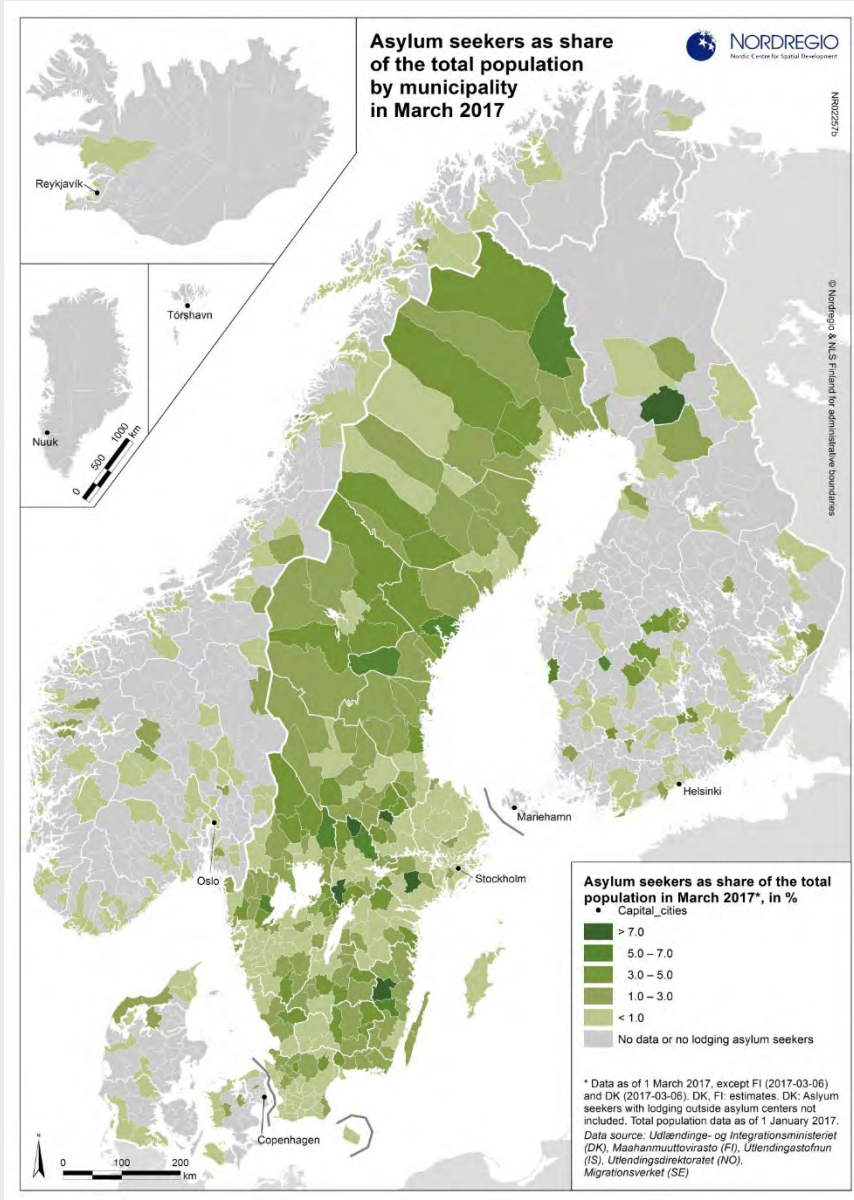 Asylum seekers as share
of the total population
by municipality
in March 2017
NORDREGIO
Nordic Centre for Spatial Development
NR02257b
Reykjavík
Tórshavn
Nuuk
0 500 1000
km
© Nordregio & NLS Finland for administrative boundaries
Helsinki
Mariehamn
Oslo
Stockholm
Copenhagen
Asylum seekers as share of the total
population in March 2017*, in %
Capital_cities
> 7.0
5.0 – 7.0
3.0 – 5.0
1.0 – 3.0
< 1.0
No data or no lodging asylum seekers
* Data as of 1 March 2017, except FI (2017-03-06)
and DK (2017-03-06). DK, FI: estimates. DK: Aslyum
seekers with lodging outside asylum centers not
included. Total population data as of 1 January 2017.
Data source: Udlændinge- og Integrationsministeriet
(DK), Maahanmuuttovirasto (FI), Útlendingastofnun
(IS), Utlendingsdirektoratet (NO),
Migrationsverket (SE)
N
0 100 200
km